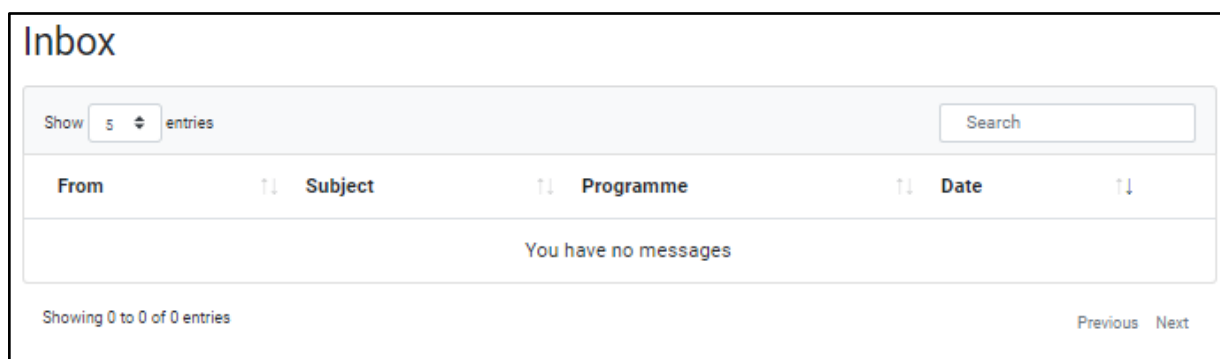 Inbox
Show 5 entries Search
From Subject Programme Date
You have no messages
Showing 0 to 0 of 0 entries Previous Next